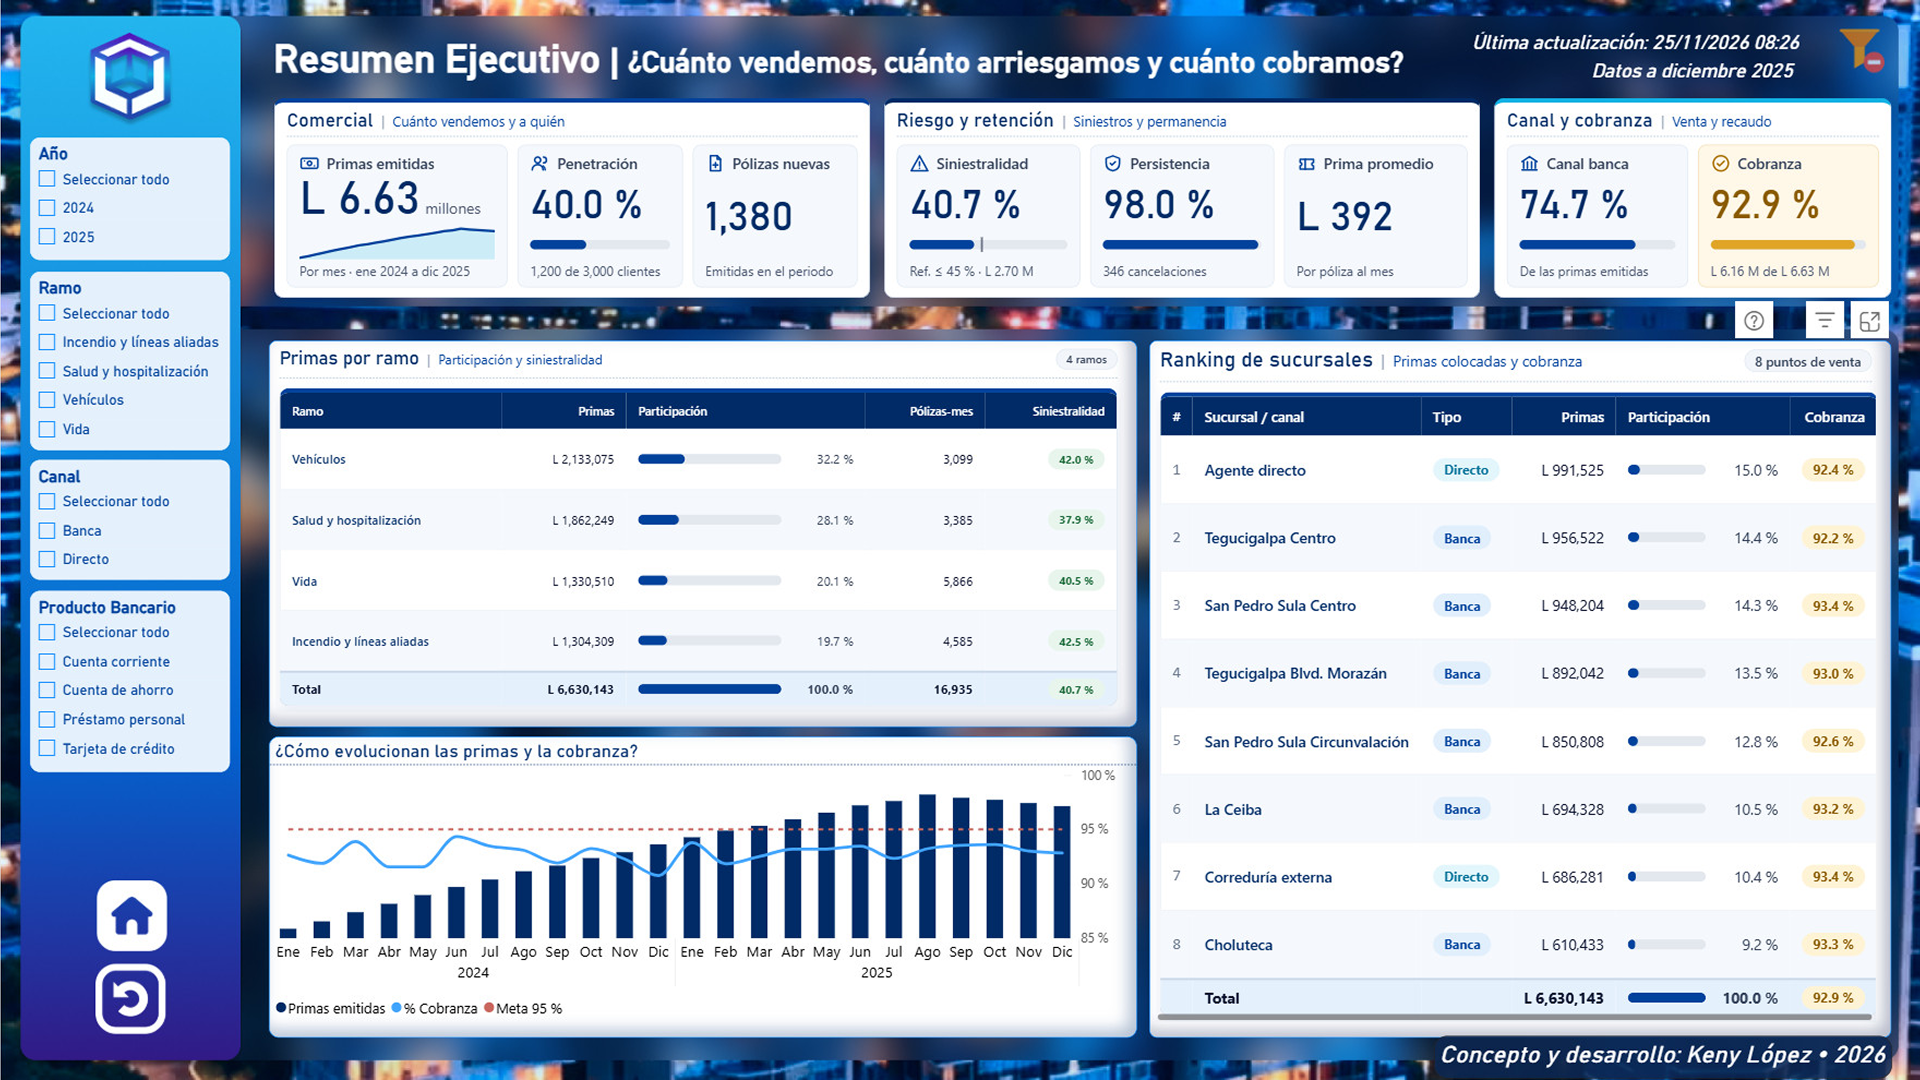 Resumen Ejecutivo | ¿Cuánto vendemos, cuánto arriesgamos y cuánto cobramos?
Última actualización: 25/11/2026 08:26
Datos a diciembre 2025
Año
Seleccionar todo
2024
2025
Ramo
Seleccionar todo
Incendio y líneas aliadas
Salud y hospitalización
Vehículos
Vida
Canal
Seleccionar todo
Banca
Directo
Producto Bancario
Seleccionar todo
Cuenta corriente
Cuenta de ahorro
Préstamo personal
Tarjeta de crédito
Comercial | Cuánto vendemos y a quién
Primas emitidas
L 6.63 millones
Por mes · ene 2024 a dic 2025
Penetración
40.0 %
1,200 de 3,000 clientes
Pólizas nuevas
1,380
Emitidas en el periodo
Riesgo y retención | Siniestros y permanencia
Siniestralidad
40.7 %
Ref. ≤ 45 % · L 2.70 M
Persistencia
98.0 %
346 cancelaciones
Prima promedio
L 392
Por póliza al mes
Canal y cobranza | Venta y recaudo
Canal banca
74.7 %
De las primas emitidas
Cobranza
92.9 %
L 6.16 M de L 6.63 M
Primas por ramo | Participación y siniestralidad
4 ramos
Ramo Primas Participación Pólizas-mes Siniestralidad
Vehículos L 2,133,075 32.2 % 3,099 42.0 %
Salud y hospitalización L 1,862,249 28.1 % 3,385 37.9 %
Vida L 1,330,510 20.1 % 5,866 40.5 %
Incendio y líneas aliadas L 1,304,309 19.7 % 4,585 42.5 %
Total L 6,630,143 100.0 % 16,935 40.7 %
¿Cómo evolucionan las primas y la cobranza?
100 %
95 %
90 %
85 %
Ene Feb Mar Abr May Jun Jul Ago Sep Oct Nov Dic Ene Feb Mar Abr May Jun Jul Ago Sep Oct Nov Dic
2024 2025
Primas emitidas % Cobranza Meta 95 %
Ranking de sucursales | Primas colocadas y cobranza
8 puntos de venta
# Sucursal / canal Tipo Primas Participación Cobranza
1 Agente directo Directo L 991,525 15.0 % 92.4 %
2 Tegucigalpa Centro Banca L 956,522 14.4 % 92.2 %
3 San Pedro Sula Centro Banca L 948,204 14.3 % 93.4 %
4 Tegucigalpa Blvd. Morazán Banca L 892,042 13.5 % 93.0 %
5 San Pedro Sula Circunvalación Banca L 850,808 12.8 % 92.6 %
6 La Ceiba Banca L 694,328 10.5 % 93.2 %
7 Correduría externa Directo L 686,281 10.4 % 93.4 %
8 Choluteca Banca L 610,433 9.2 % 93.3 %
Total L 6,630,143 100.0 % 92.9 %
Concepto y desarrollo: Keny López • 2026